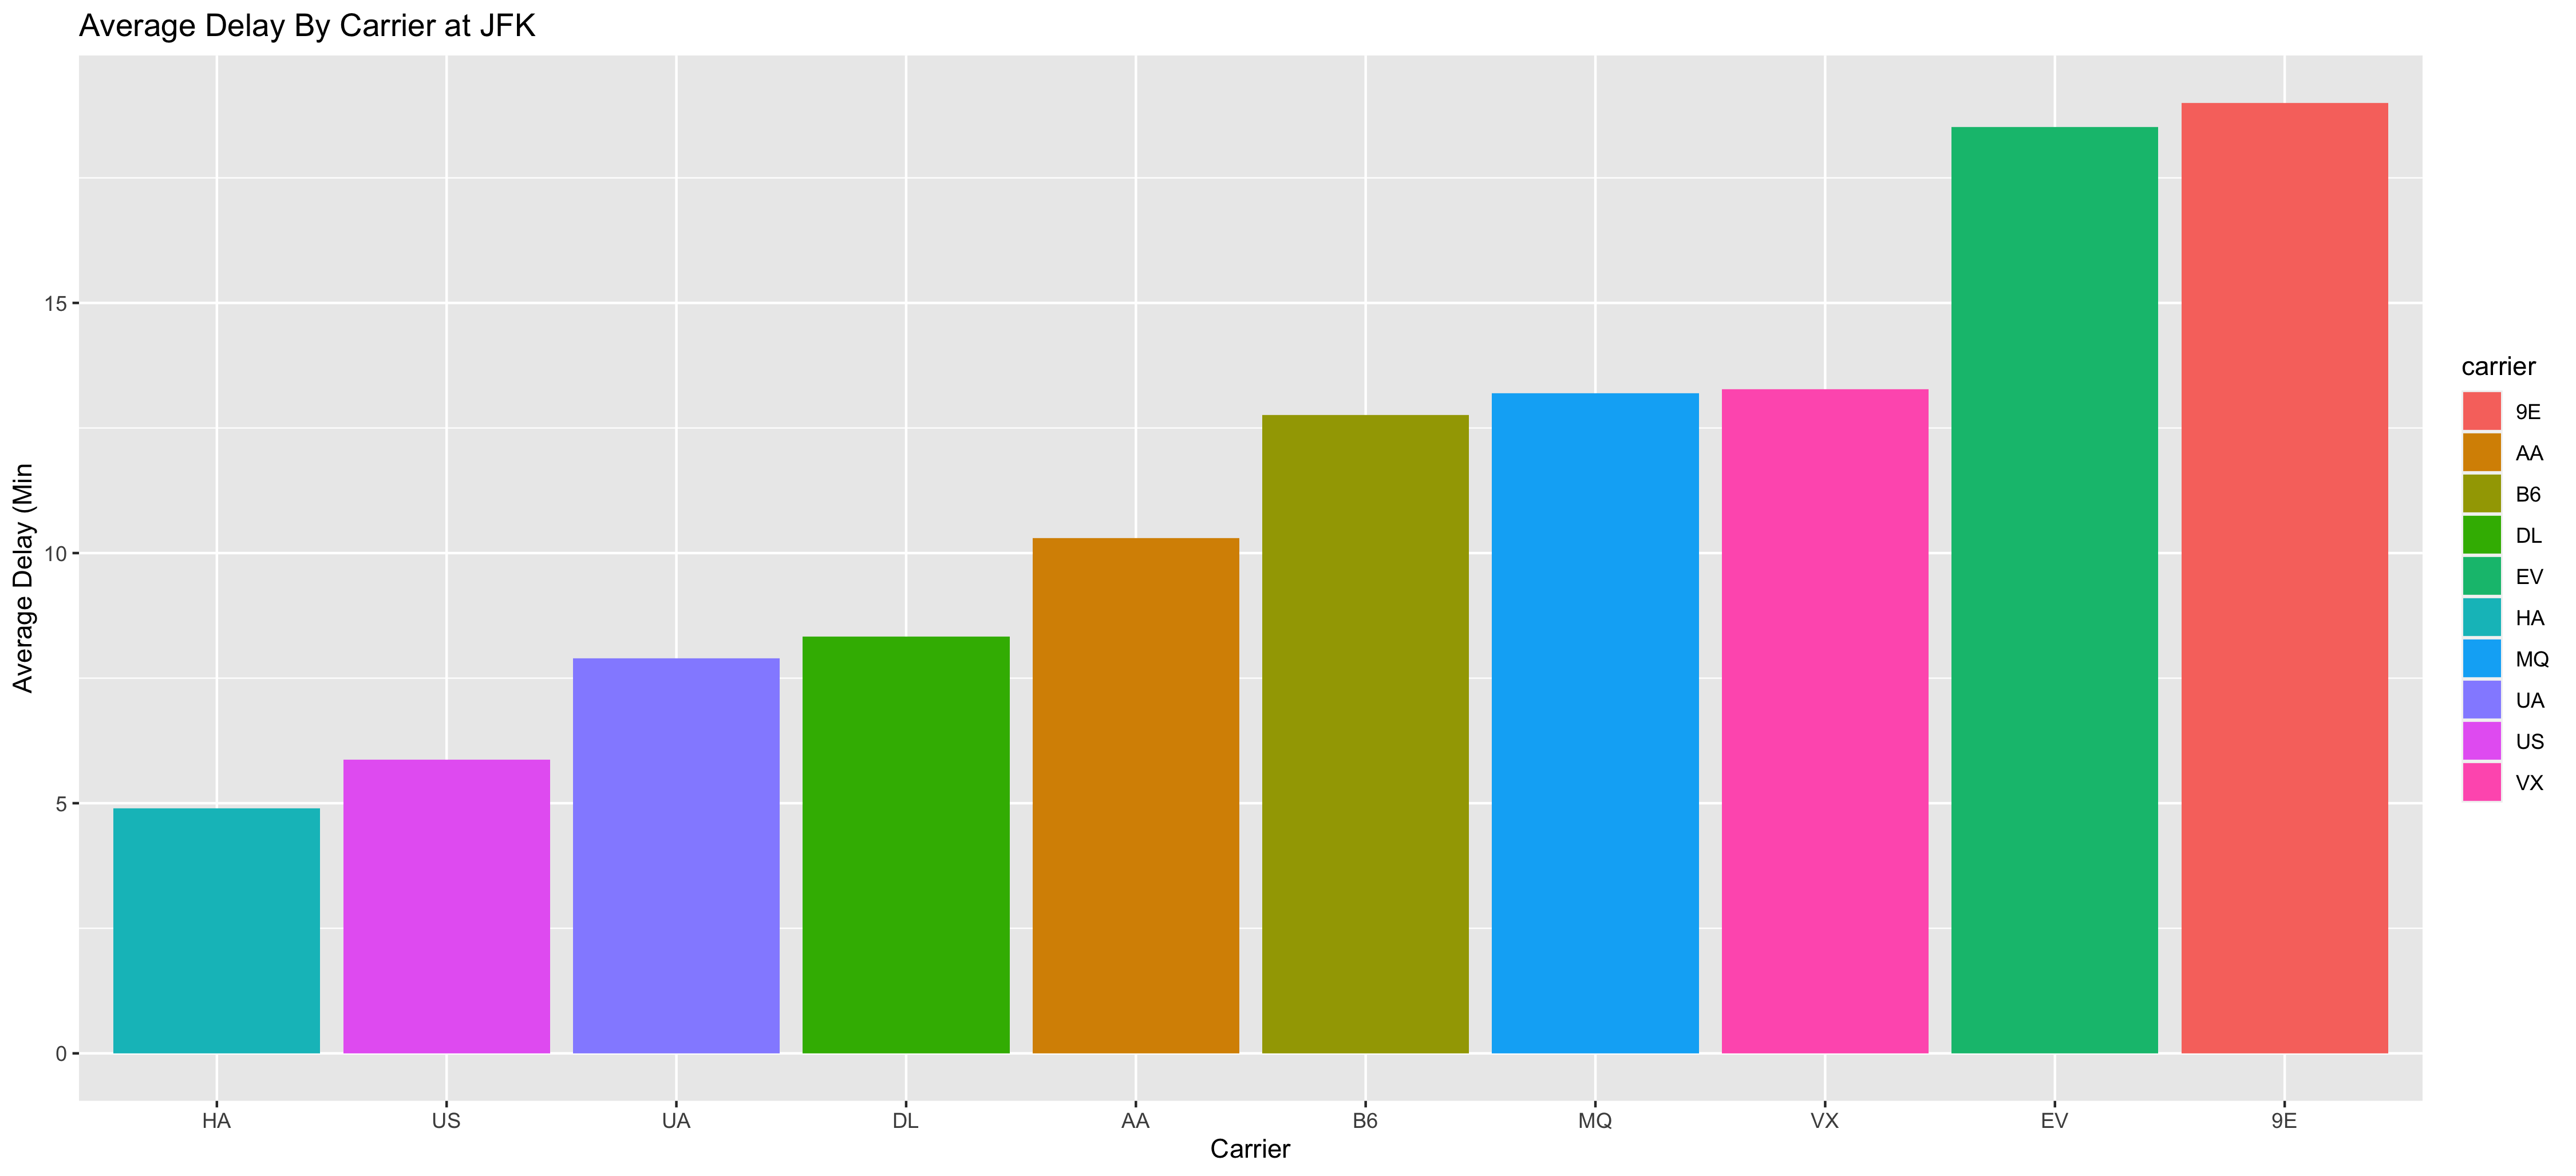 Average Delay By Carrier at JFK
Average Delay (Min
15
10
5
0
HA US UA DL AA B6 MQ VX EV 9E
Carrier
carrier
9E
AA
B6
DL
EV
HA
MQ
UA
US
VX